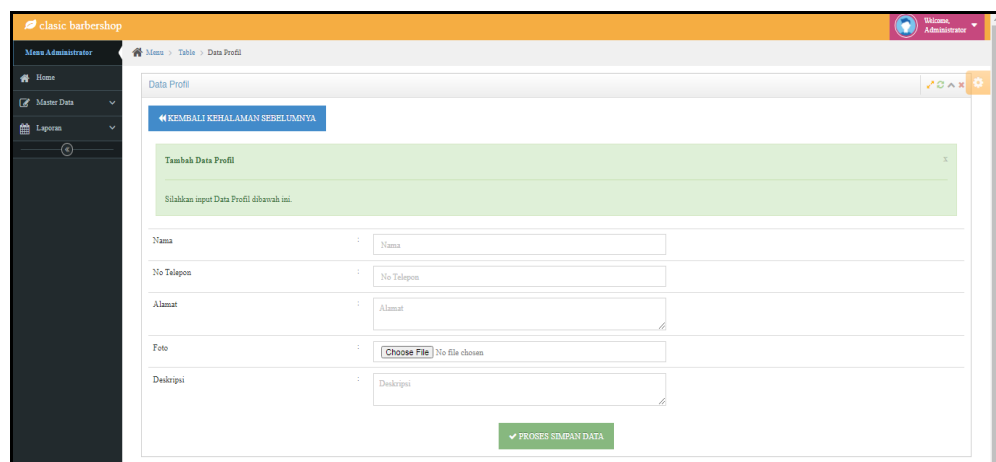 clasic barbershop
Welcome,
Administrator
Menu Administrator
Menu > Table > Data Profil
Home
Master Data
Laporan
Data Profil
KEMBALI KEHALAMAN SEBELUMNYA
Tambah Data Profil
x
Silahkan input Data Profil dibawah ini.
Nama : Nama
No Telepon : No Telepon
Alamat : Alamat
Foto : Choose File No file chosen
Deskripsi : Deskripsi
PROSES SIMPAN DATA